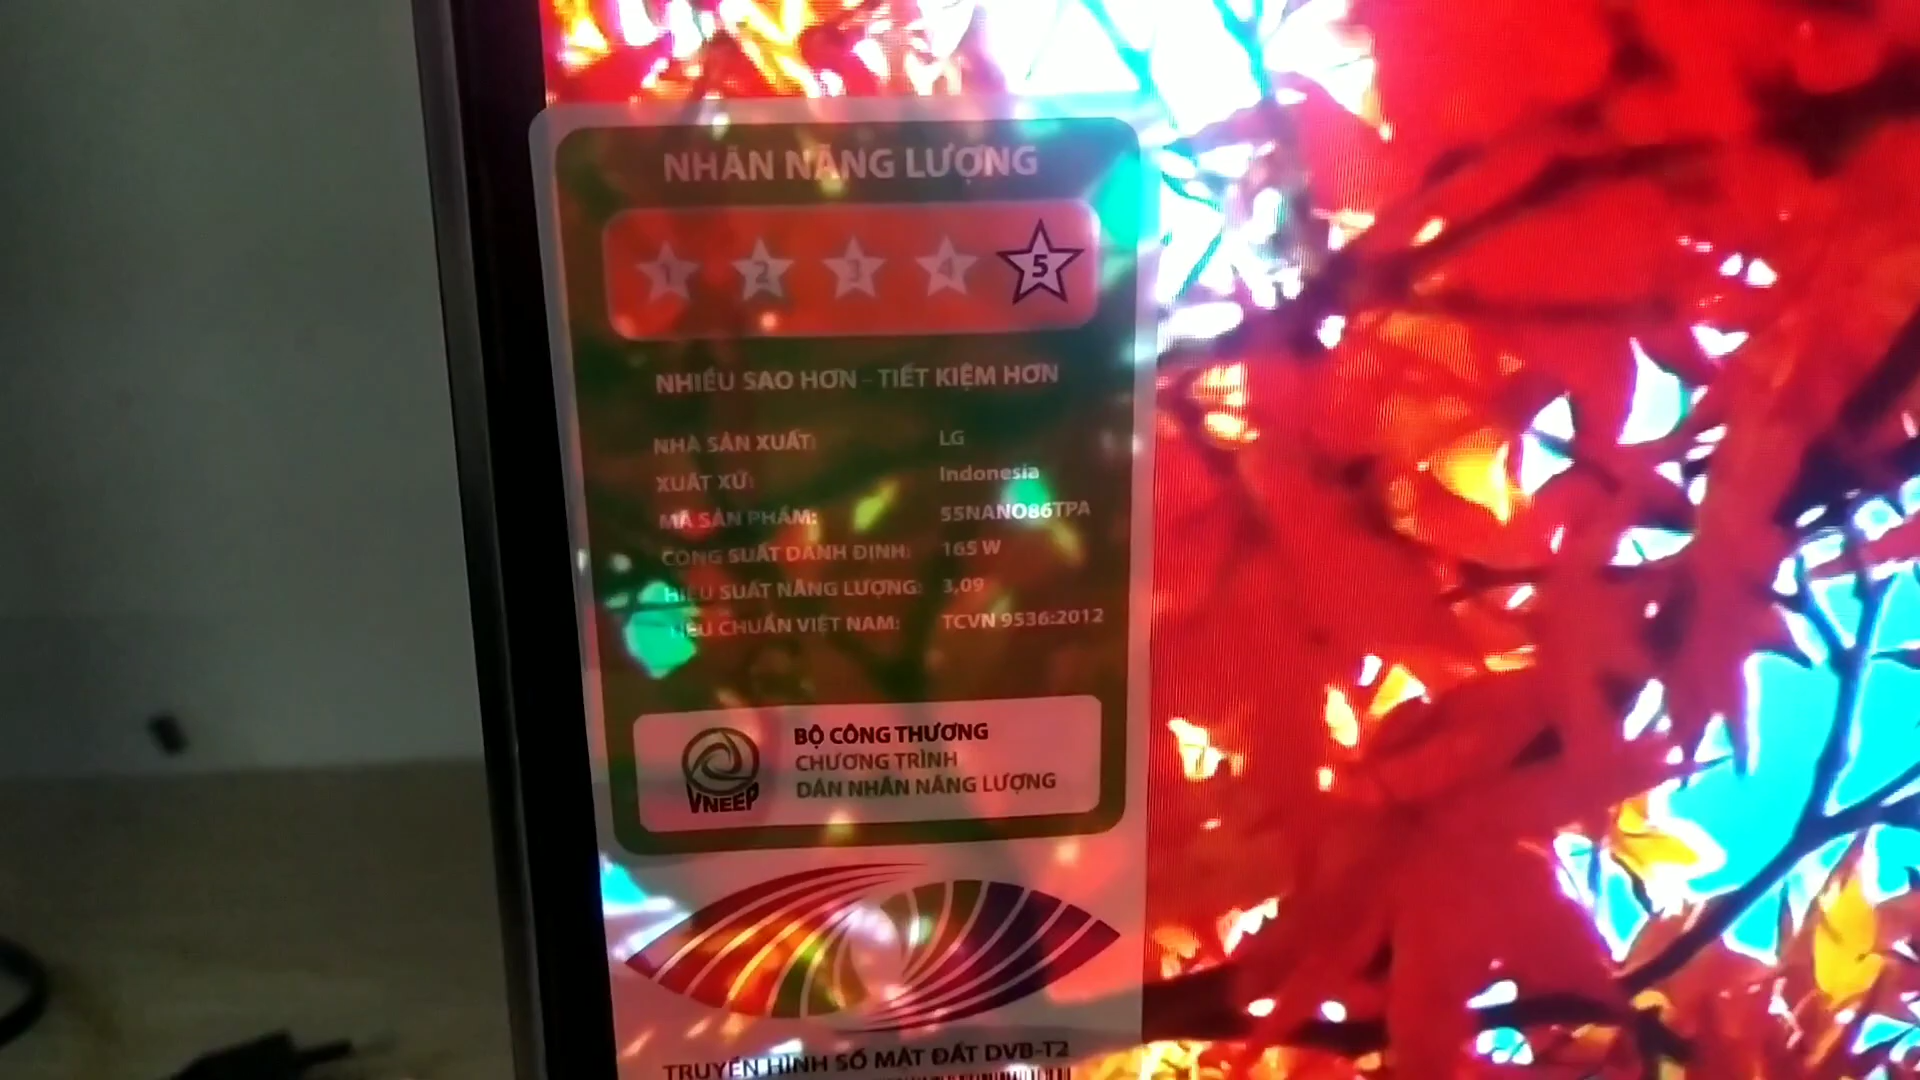 NHÃN NĂNG LƯỢNG
1 2 3 4 5
NHIỀU SAO HƠN - TIẾT KIỆM HƠN
NHÀ SẢN XUẤT: LG
XUẤT XỨ: Indonesia
MÃ SẢN PHẨM: 55NANO86TPA
CÔNG SUẤT DANH ĐỊNH: 165 W
HIỆU SUẤT NĂNG LƯỢNG: 3,09
TIÊU CHUẨN VIỆT NAM: TCVN 9536:2012
VNEEP
BỘ CÔNG THƯƠNG
CHƯƠNG TRÌNH
DÁN NHÃN NĂNG LƯỢNG
TRUYỀN HÌNH SỐ MẶT ĐẤT DVB-T2